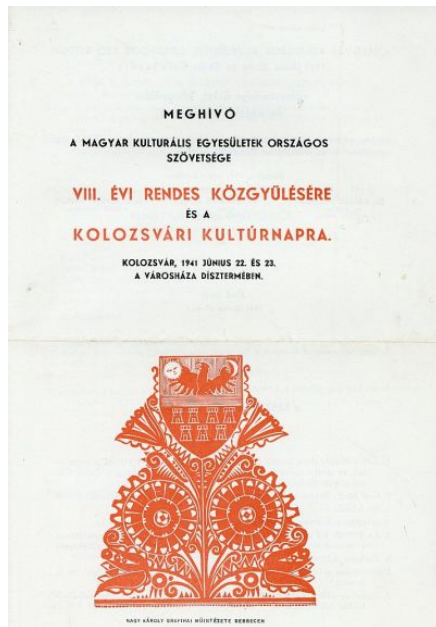 MEGHÍVÓ
A MAGYAR KULTURÁLIS EGYESÜLETEK ORSZÁGOS
SZÖVETSÉGE
VIII. ÉVI RENDES KÖZGYŰLÉSÉRE
ÉS A
KOLOZSVÁRI KULTÚRNAPRA.
KOLOZSVÁR, 1941 JÚNIUS 22. ÉS 23.
A VÁROSHÁZA DÍSZTERMÉBEN.
NAGY KÁROLY GRAFIKAI MŰINTÉZETE DEBRECEN